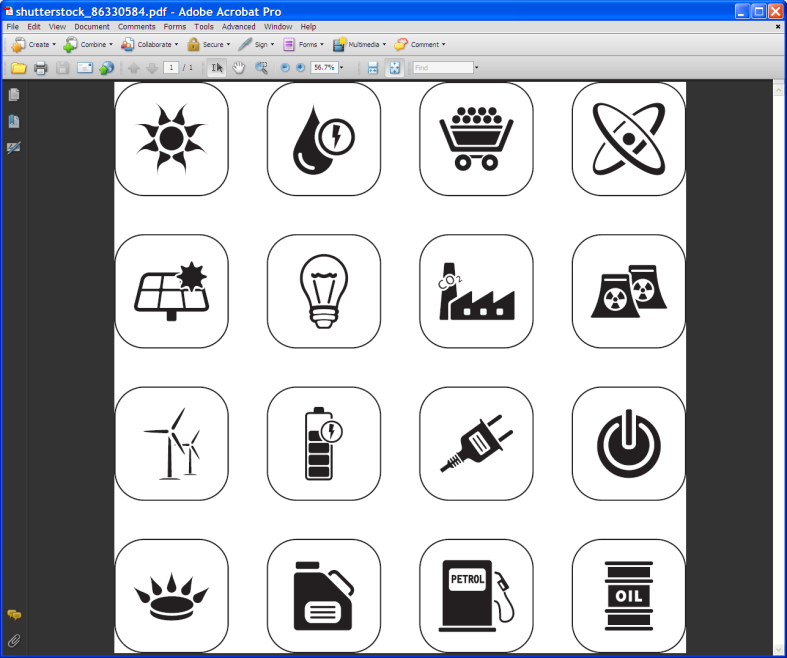 shutterstock_86330584.pdf - Adobe Acrobat Pro
File Edit View Document Comments Forms Tools Advanced Window Help
Create Combine Collaborate Secure Sign Forms Multimedia Comment
1 / 1 56.7% Find
CO2
PETROL
OIL